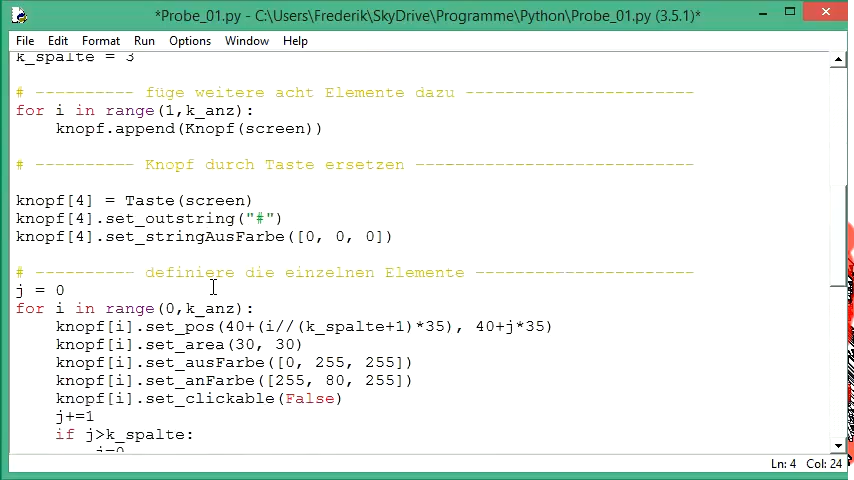 *Probe_01.py - C:\Users\Frederik\SkyDrive\Programme\Python\Probe_01.py (3.5.1)*
File Edit Format Run Options Window Help
k_spalte = 3
# ---------- füge weitere acht Elemente dazu -----------------------
for i in range(1,k_anz):
    knopf.append(Knopf(screen))
# ---------- Knopf durch Taste ersetzen ----------------------------
knopf[4] = Taste(screen)
knopf[4].set_outstring("#")
knopf[4].set_stringAusFarbe([0, 0, 0])
# ---------- definiere die einzelnen Elemente ----------------------
j = 0
for i in range(0,k_anz):
    knopf[i].set_pos(40+(i//(k_spalte+1)*35), 40+j*35)
    knopf[i].set_area(30, 30)
    knopf[i].set_ausFarbe([0, 255, 255])
    knopf[i].set_anFarbe([255, 80, 255])
    knopf[i].set_clickable(False)
    j+=1
    if j>k_spalte:
        j=0
Ln: 4 Col: 24